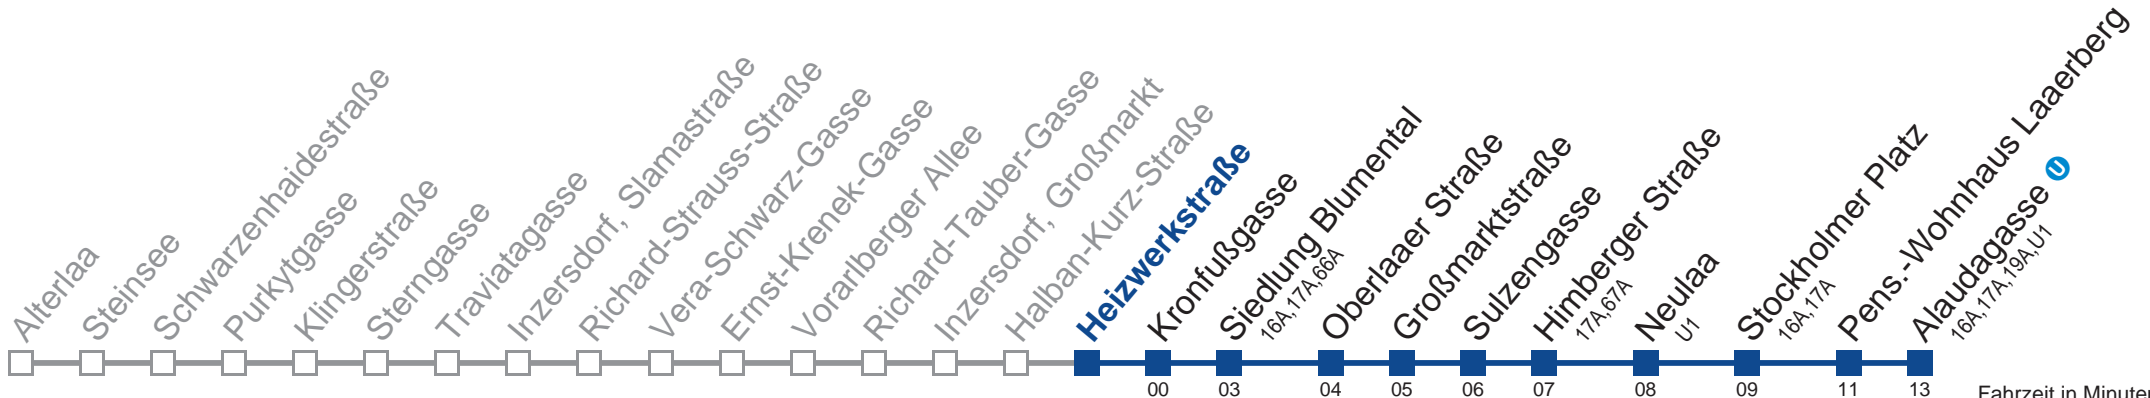 Alterlaa
Steinsee
Schwarzenhaidestraße
Purkytgasse
Klingerstraße
Sterngasse
Traviatagasse
Inzersdorf, Slamastraße
Richard-Strauss-Straße
Vera-Schwarz-Gasse
Ernst-Krenek-Gasse
Vorarlberger Allee
Richard-Tauber-Gasse
Inzersdorf, Großmarkt
Halban-Kurz-Straße
Heizwerkstraße
Kronfußgasse
Siedlung Blumental
16A,17A,66A
Oberlaaer Straße
Großmarktstraße
Sulzengasse
Himberger Straße
17A,67A
Neulaa
U1
Stockholmer Platz
16A,17A
Pens.-Wohnhaus Laaerberg
Alaudagasse U
16A,17A,19A,U1
00 03 04 05 06 07 08 09 11 13
Fahrzeit in Minuten